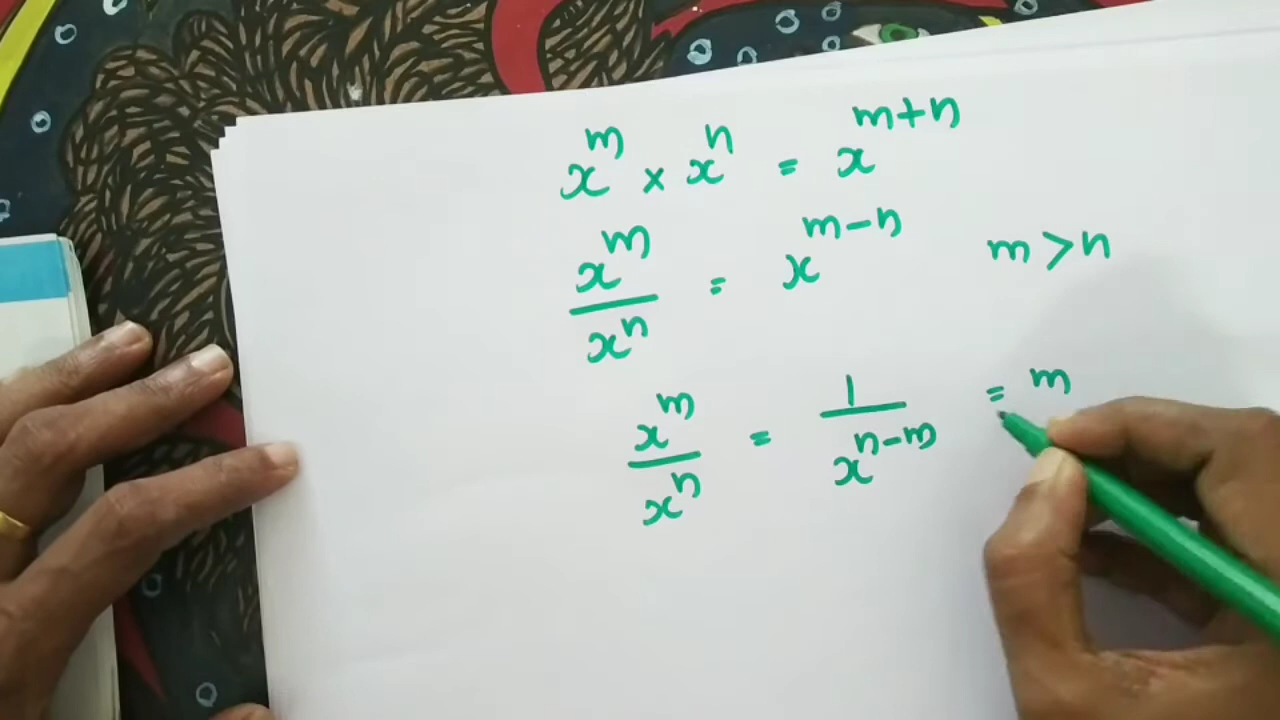 x^m × x^n = x^{m+n}
x^m / x^n = x^{m-n} m > n
x^m / x^n = 1 / x^{n-m} = m